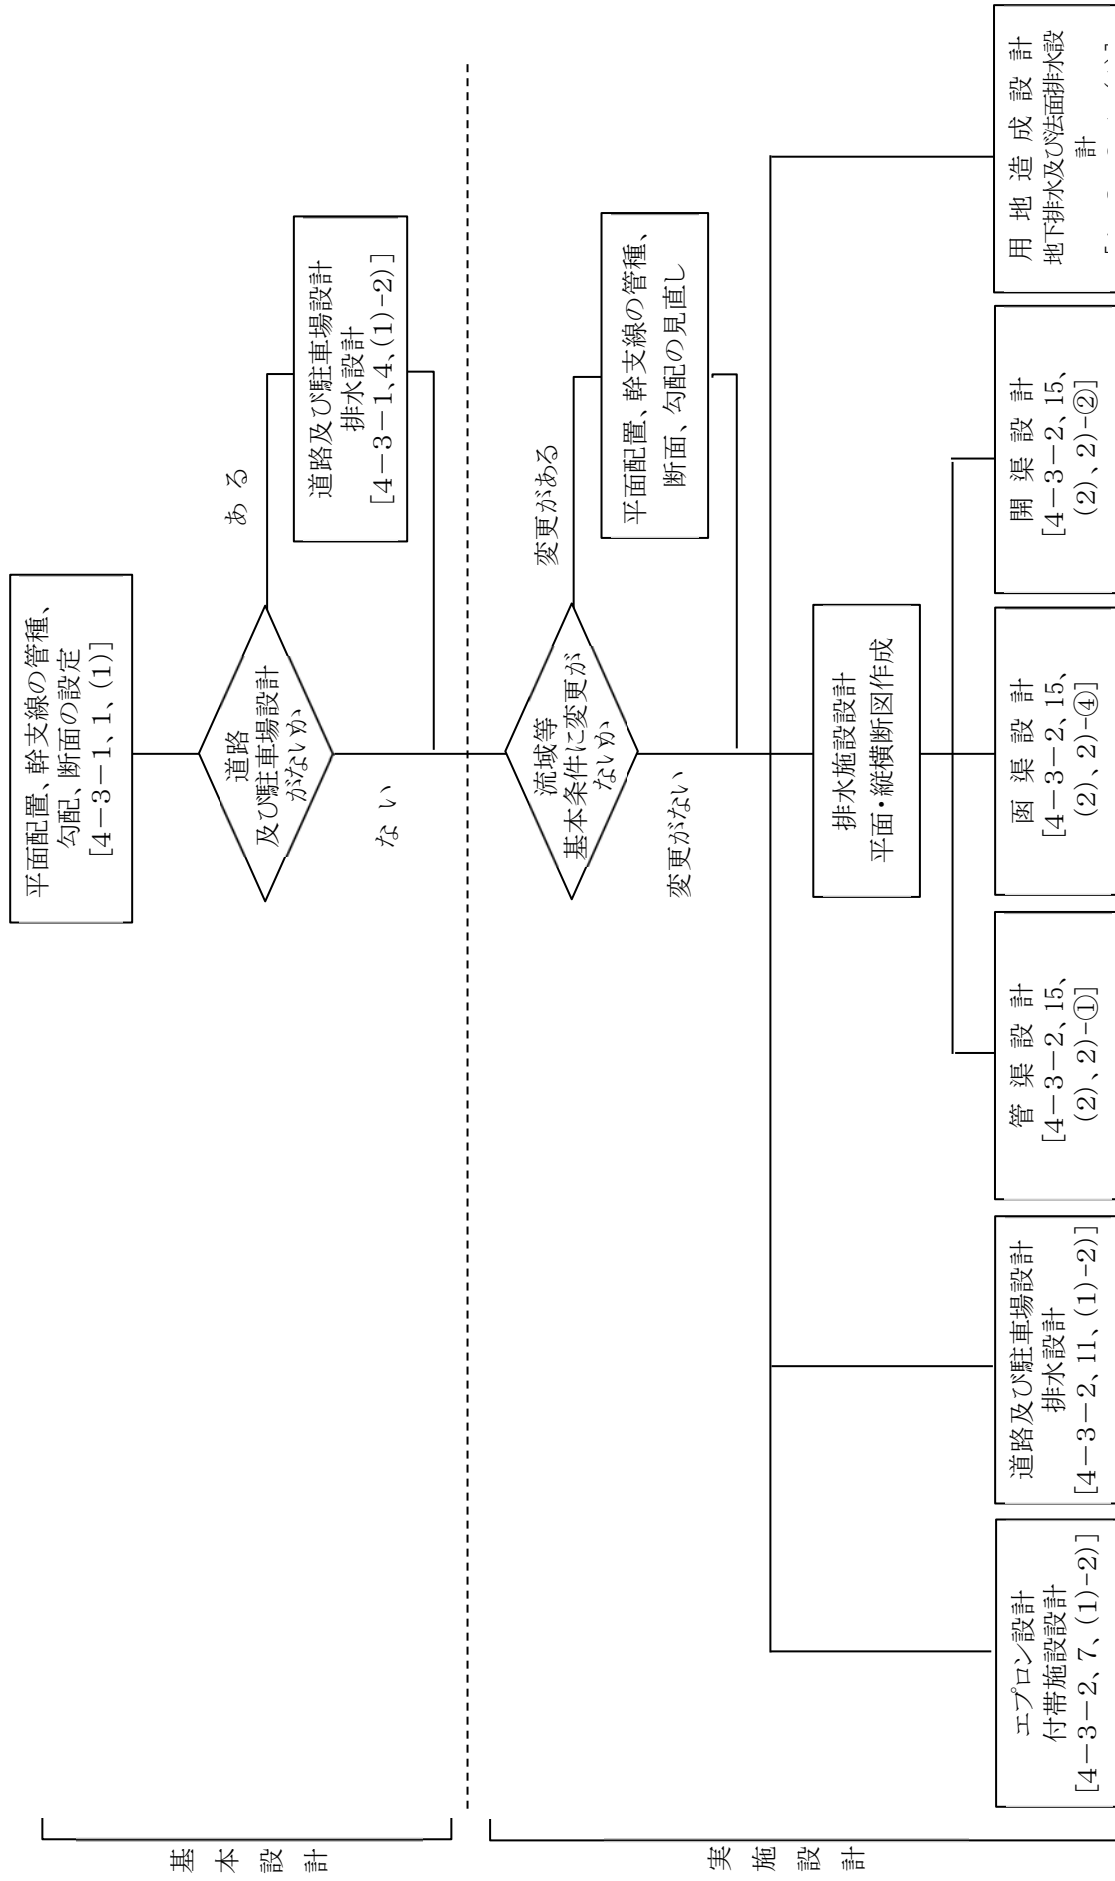 平面配置、幹支線の管種、
勾配、断面の設定
[4－3－1、1、(1)]
道路
及び駐車場設計
がないか
ある
ない
道路及び駐車場設計
排水設計
[4－3－1、4、(1)-2)]
基本設計
流域等
基本条件に変更が
ないか
変更がある
変更がない
平面配置、幹支線の管種、
断面、勾配の見直し
排水施設設計
平面・縦横断図作成
エプロン設計
付帯施設設計
[4－3－2、7、(1)-2)]
道路及び駐車場設計
排水設計
[4－3－2、11、(1)-2)]
管渠設計
[4－3－2、15、
(2)、2)-①]
函渠設計
[4－3－2、15、
(2)、2)-④]
開渠設計
[4－3－2、15、
(2)、2)-②]
用地造成設計
地下排水及び法面排水設
計
実施設計